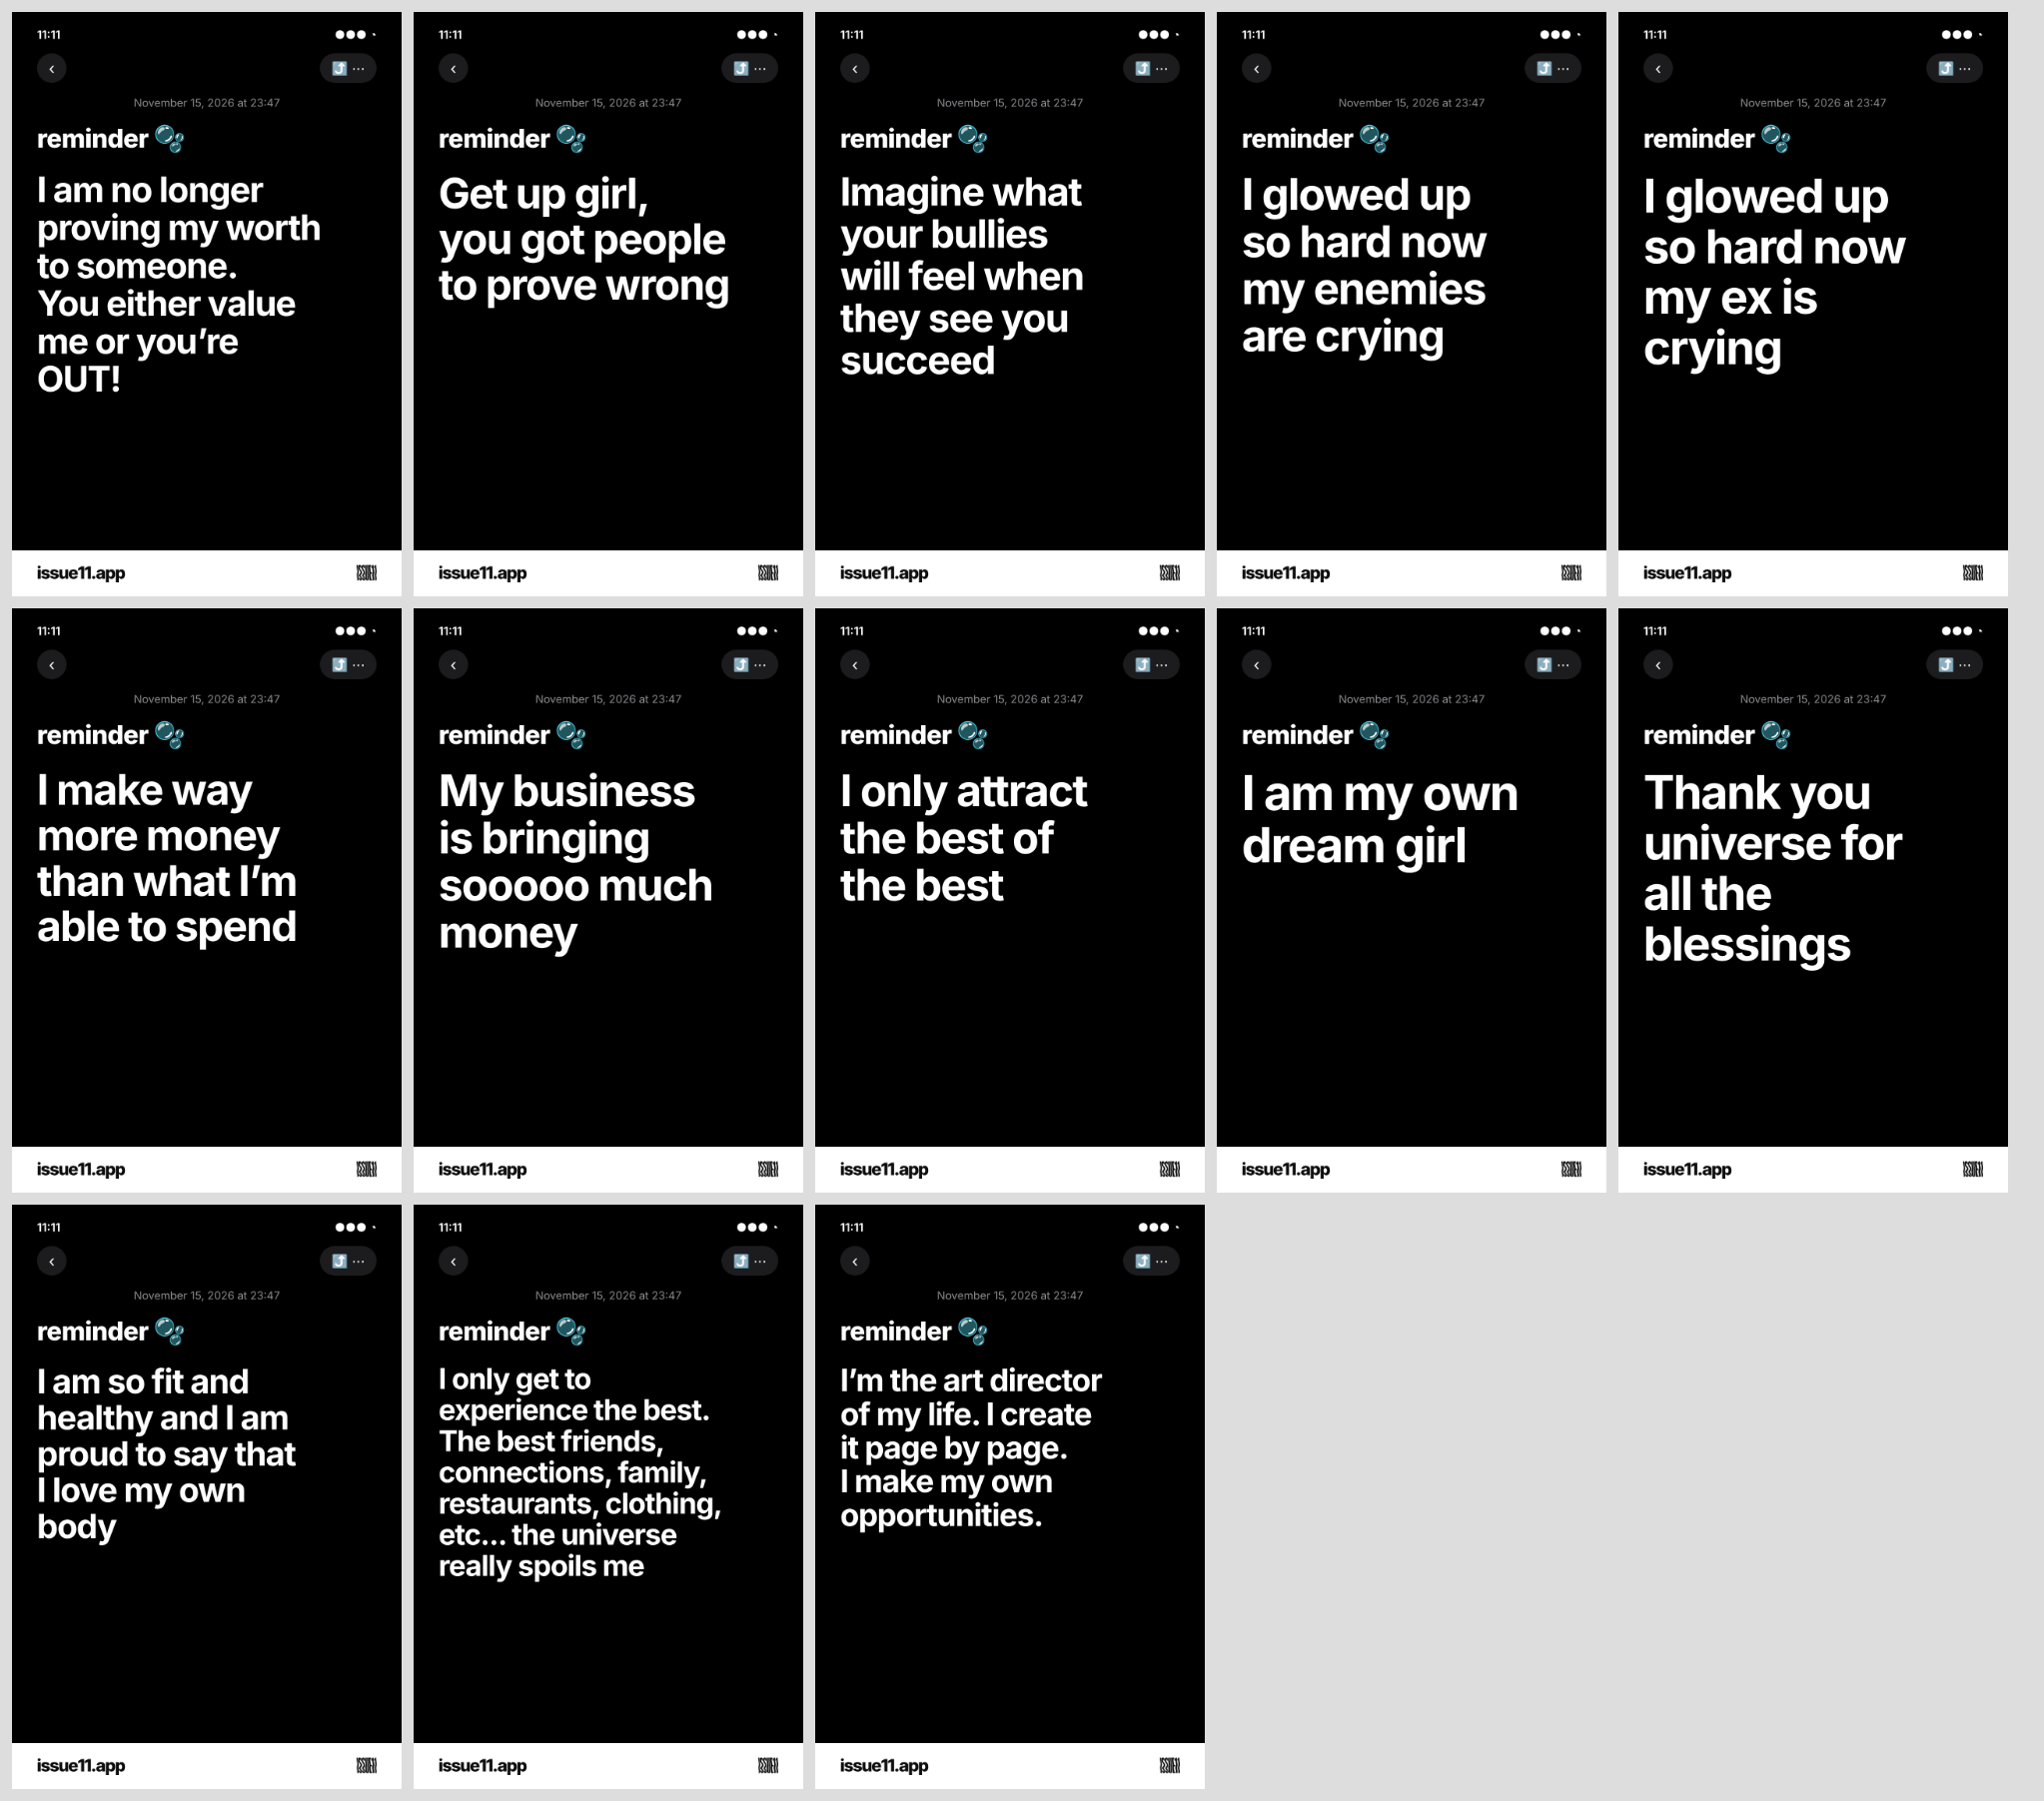 11:11
November 15, 2026 at 23:47
reminder
I am no longer
proving my worth
to someone.
You either value
me or you’re
OUT!
issue11.app
11:11
November 15, 2026 at 23:47
reminder
Get up girl,
you got people
to prove wrong
issue11.app
11:11
November 15, 2026 at 23:47
reminder
Imagine what
your bullies
will feel when
they see you
succeed
issue11.app
11:11
November 15, 2026 at 23:47
reminder
I glowed up
so hard now
my enemies
are crying
issue11.app
11:11
November 15, 2026 at 23:47
reminder
I glowed up
so hard now
my ex is
crying
issue11.app
11:11
November 15, 2026 at 23:47
reminder
I make way
more money
than what I’m
able to spend
issue11.app
11:11
November 15, 2026 at 23:47
reminder
My business
is bringing
sooooo much
money
issue11.app
11:11
November 15, 2026 at 23:47
reminder
I only attract
the best of
the best
issue11.app
11:11
November 15, 2026 at 23:47
reminder
I am my own
dream girl
issue11.app
11:11
November 15, 2026 at 23:47
reminder
Thank you
universe for
all the
blessings
issue11.app
11:11
November 15, 2026 at 23:47
reminder
I am so fit and
healthy and I am
proud to say that
I love my own
body
issue11.app
11:11
November 15, 2026 at 23:47
reminder
I only get to
experience the best.
The best friends,
connections, family,
restaurants, clothing,
etc... the universe
really spoils me
issue11.app
11:11
November 15, 2026 at 23:47
reminder
I’m the art director
of my life. I create
it page by page.
I make my own
opportunities.
issue11.app